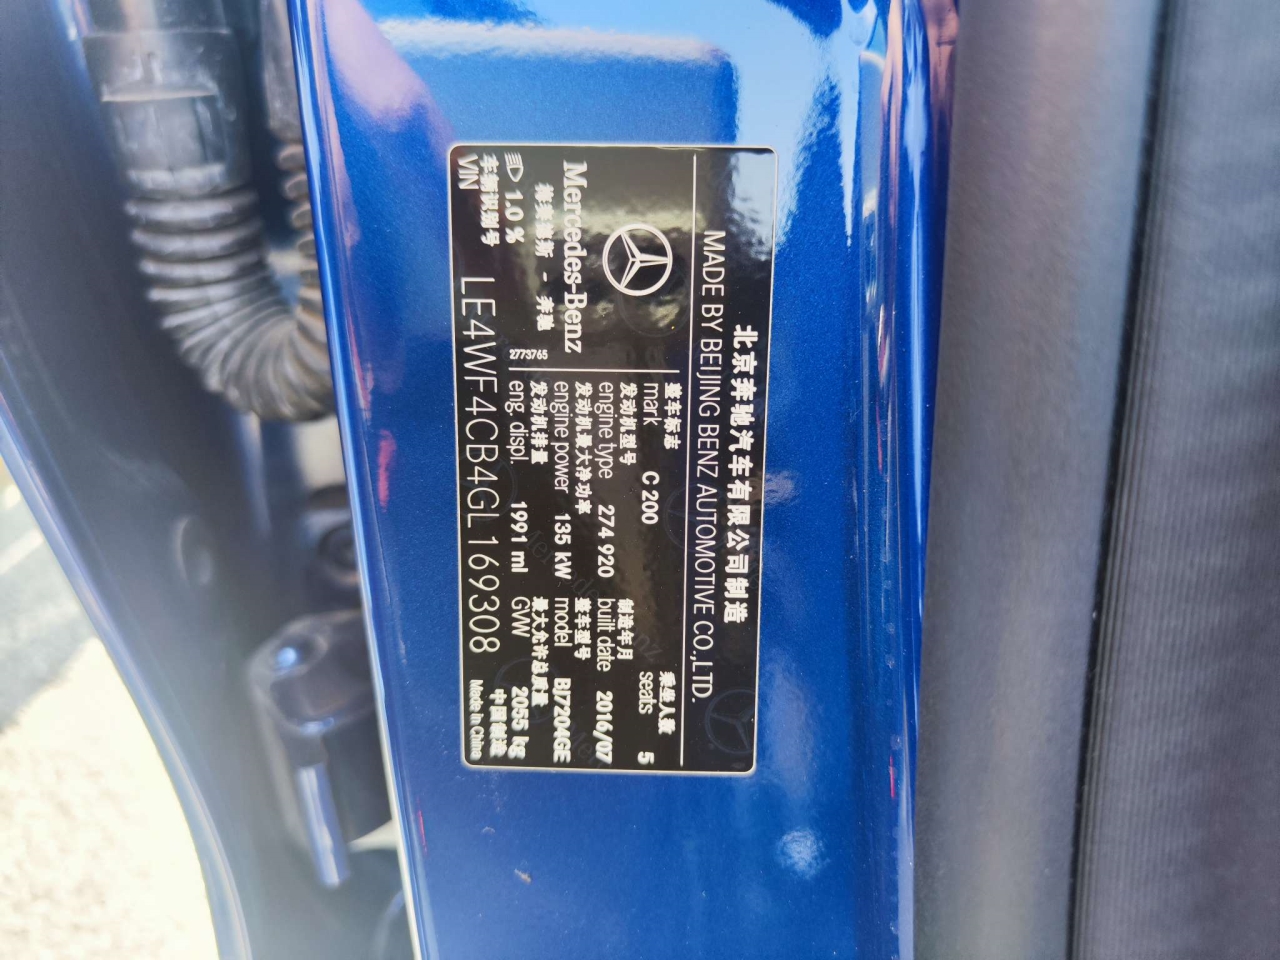 北京奔驰汽车有限公司制造
MADE BY BEIJING BENZ AUTOMOTIVE CO.,LTD.
Mercedes-Benz
梅赛德斯 - 奔驰
1.0 %
2773765
整车标志
mark C 200
乘坐人数
seats 5
发动机型号
engine type 274 920
制造年月
built date 2016/07
发动机最大净功率
engine power 135 kW
整车型号
model BJ7204GE
发动机排量
eng. displ. 1991 ml
最大允许总质量
GVW 2055 kg
车辆识别号
VIN LE4WF4CB4GL169308
中国制造
Made In China